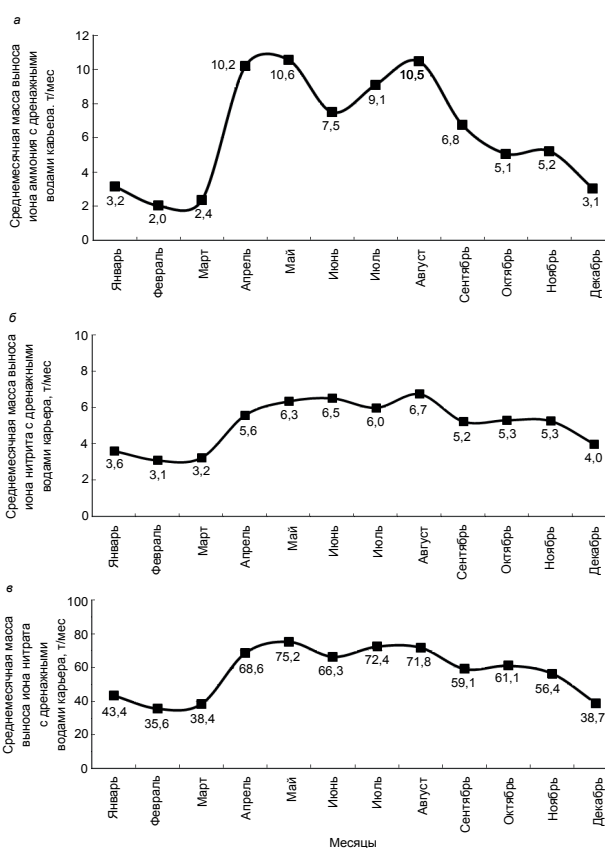 а
Среднемесячная масса выноса
иона аммония с дренажными
водами карьера. т/мес
12
10
8
6
4
2
0
3,2
2,0
2,4
10,2
10,6
7,5
9,1
10,5
6,8
5,1
5,2
3,1
Январь
Февраль
Март
Апрель
Май
Июнь
Июль
Август
Сентябрь
Октябрь
Ноябрь
Декабрь
б
Среднемесячная масса выноса
иона нитрита с дренажными
водами карьера, т/мес
10
8
6
4
2
0
3,6
3,1
3,2
5,6
6,3
6,5
6,0
6,7
5,2
5,3
5,3
4,0
Январь
Февраль
Март
Апрель
Май
Июнь
Июль
Август
Сентябрь
Октябрь
Ноябрь
Декабрь
в
Среднемесячная масса
выноса иона нитрата
с дренажными
водами карьера, т/мес
100
80
60
40
20
0
43,4
35,6
38,4
68,6
75,2
66,3
72,4
71,8
59,1
61,1
56,4
38,7
Январь
Февраль
Март
Апрель
Май
Июнь
Июль
Август
Сентябрь
Октябрь
Ноябрь
Декабрь
Месяцы